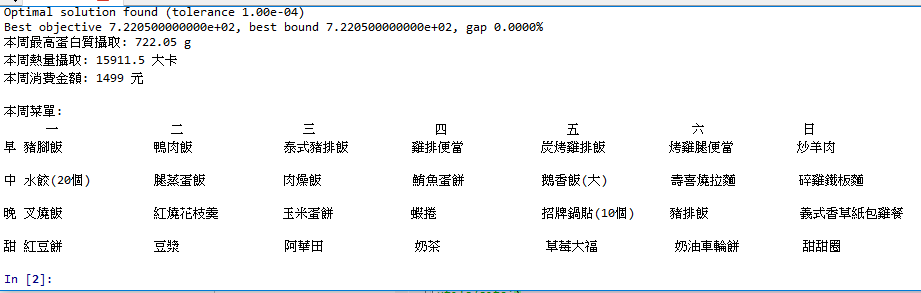 Optimal solution found (tolerance 1.00e-04)
Best objective 7.220500000000e+02, best bound 7.220500000000e+02, gap 0.0000%
本周最高蛋白質攝取: 722.05 g
本周熱量攝取: 15911.5 大卡
本周消費金額: 1499 元
本周菜單:
一 二 三 四 五 六 日
早 豬腳飯 鴨肉飯 泰式豬排飯 雞排便當 炭烤雞排飯 烤雞腿便當 炒羊肉
中 水餃(20個) 腿蒸蛋飯 肉燥飯 鮪魚蛋餅 鵝香飯(大) 壽喜燒拉麵 碎雞鐵板麵
晚 叉燒飯 紅燒花枝羹 玉米蛋餅 蝦捲 招牌鍋貼(10個) 豬排飯 義式香草紙包雞餐
甜 紅豆餅 豆漿 阿華田 奶茶 草莓大福 奶油車輪餅 甜甜圈
In [2]: